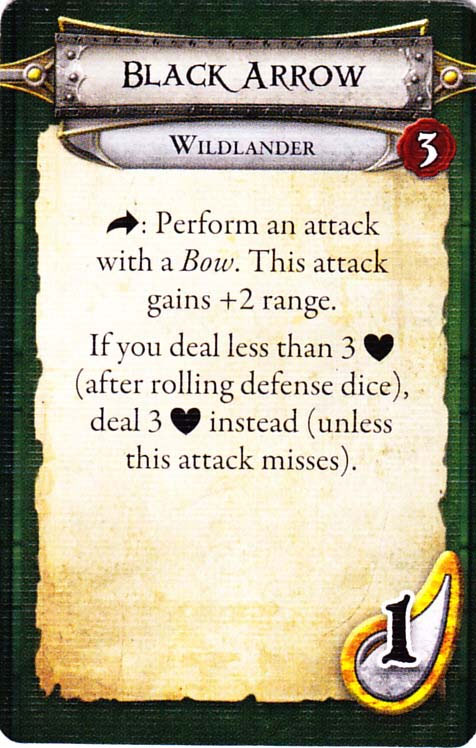 BLACK ARROW
WILDLANDER
3
: Perform an attack
with a Bow. This attack
gains +2 range.
If you deal less than 3
(after rolling defense dice),
deal 3 instead (unless
this attack misses).
1